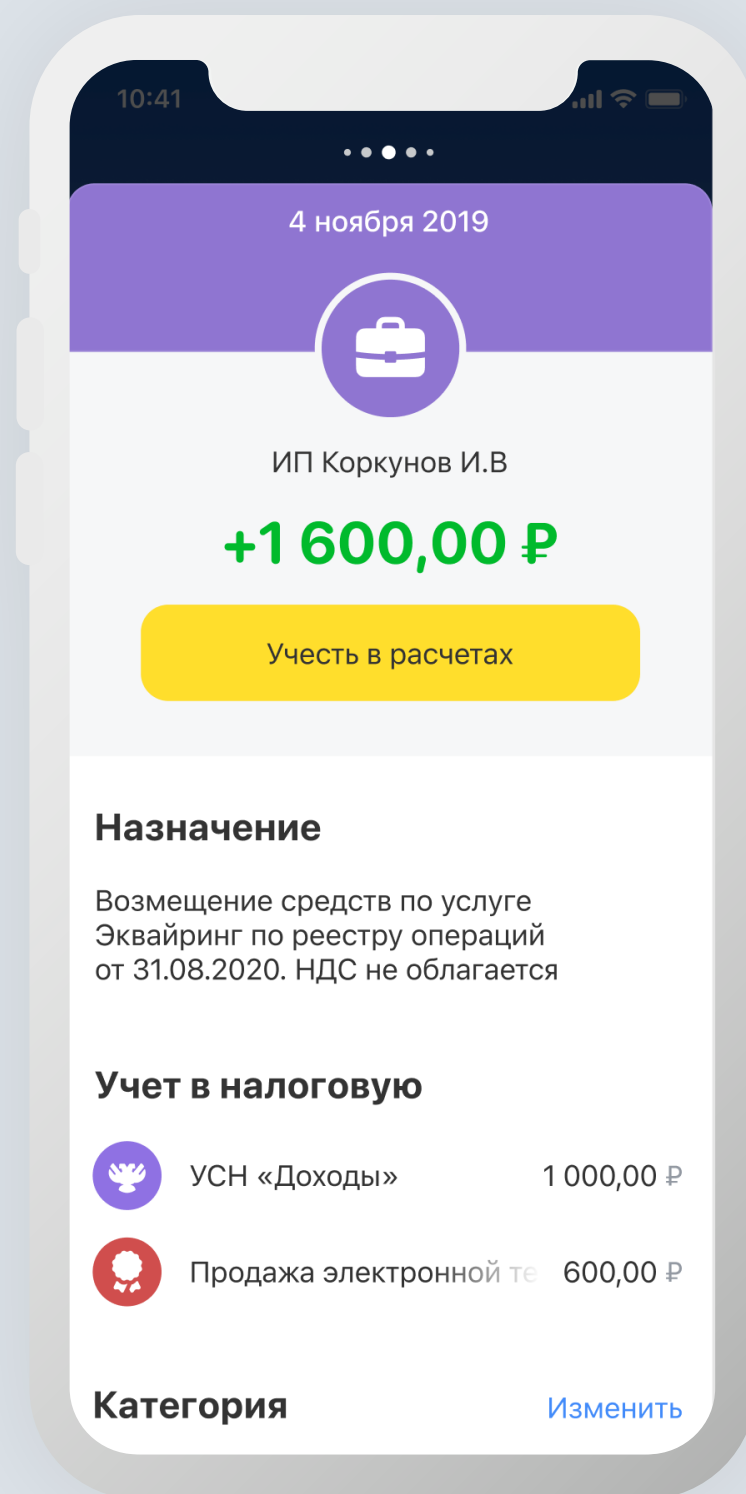 10:41
4 ноября 2019
ИП Коркунов И.В
+1 600,00 ₽
Учесть в расчетах
Назначение
Возмещение средств по услуге
Эквайринг по реестру операций
от 31.08.2020. НДС не облагается
Учет в налоговую
УСН «Доходы» 1 000,00 ₽
Продажа электронной те 600,00 ₽
Категория Изменить